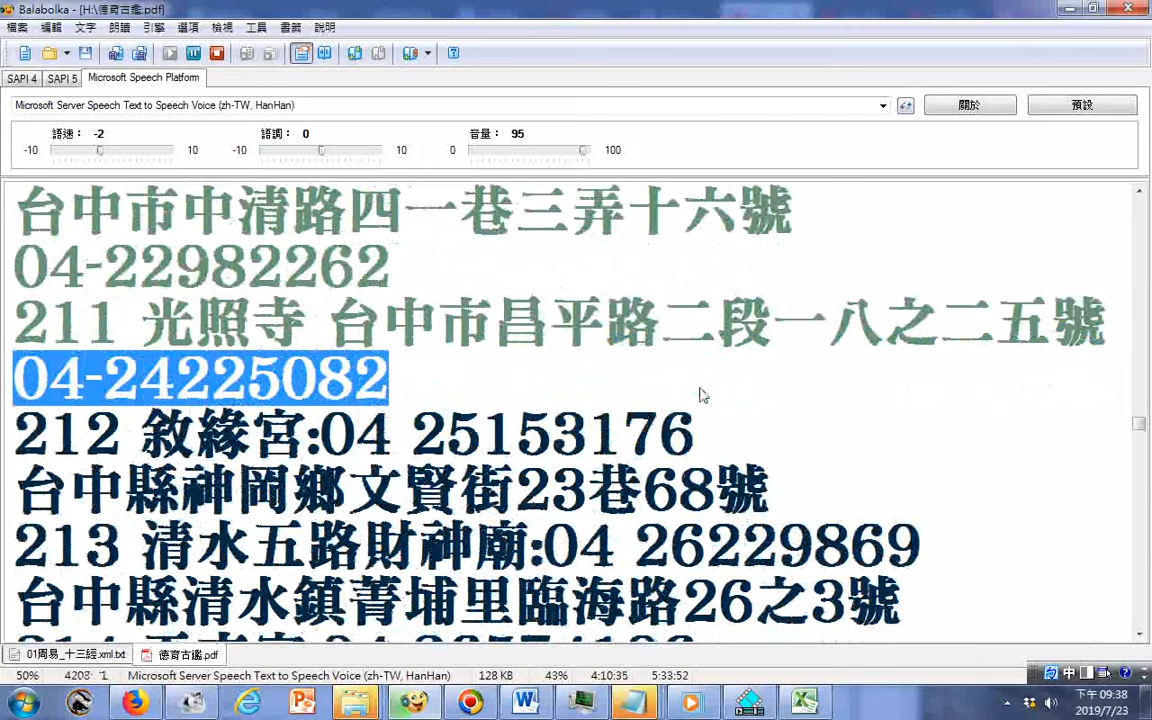 Balabolka - [H:\德育古鑑.pdf]
檔案 編輯 文字 朗讀 引擎 選項 檢視 工具 書籤 說明
SAPI 4 SAPI 5 Microsoft Speech Platform
Microsoft Server Speech Text to Speech Voice (zh-TW, HanHan) 關於 預設
語速： -2 語調： 0 音量： 95
-10 10 -10 10 0 100
台中市中清路四一巷三弄十六號
04-22982262
211 光照寺 台中市昌平路二段一八之二五號
04-24225082
212 敘緣宮:04 25153176
台中縣神岡鄉文賢街23巷68號
213 清水五路財神廟:04 26229869
台中縣清水鎮菁埔里臨海路26之3號
01周易_十三經.xml.txt 德育古鑑.pdf
50% 4203: 1 Microsoft Server Speech Text to Speech Voice (zh-TW, HanHan) 128 KB 43% 4:10:35 5:33:52
中
下午 09:38
2019/7/23